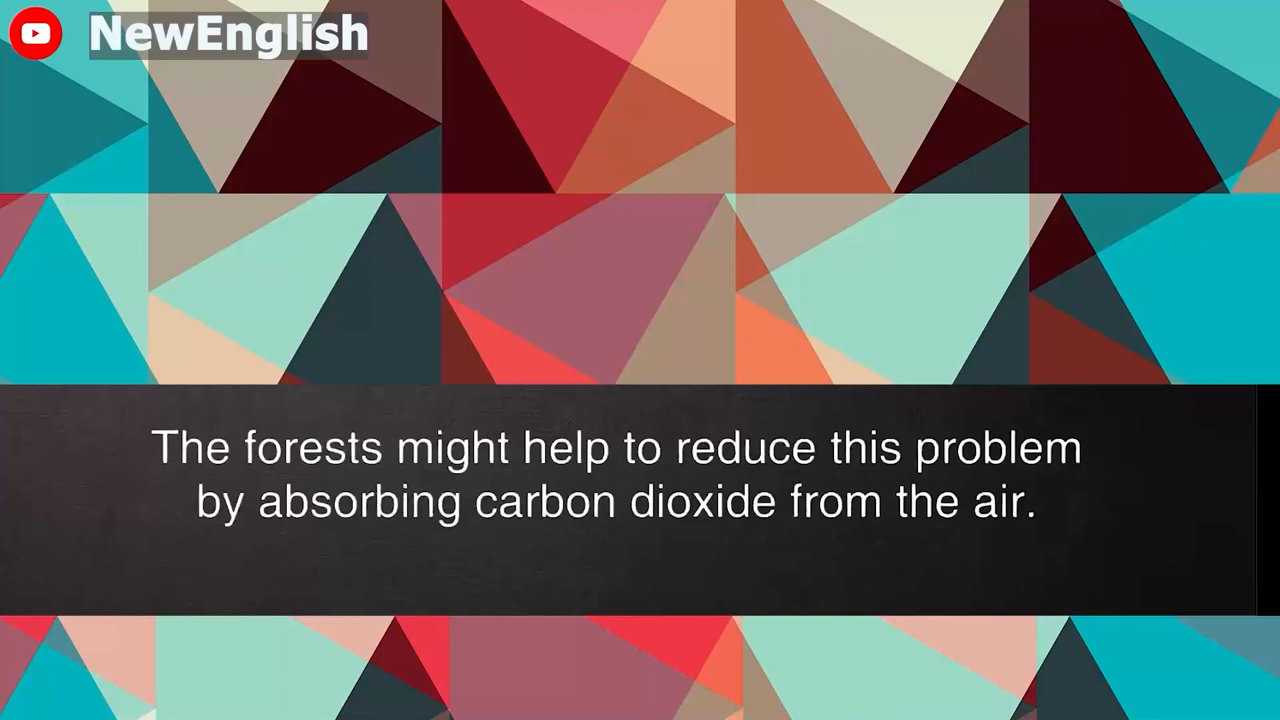 NewEnglish
The forests might help to reduce this problem
by absorbing carbon dioxide from the air.